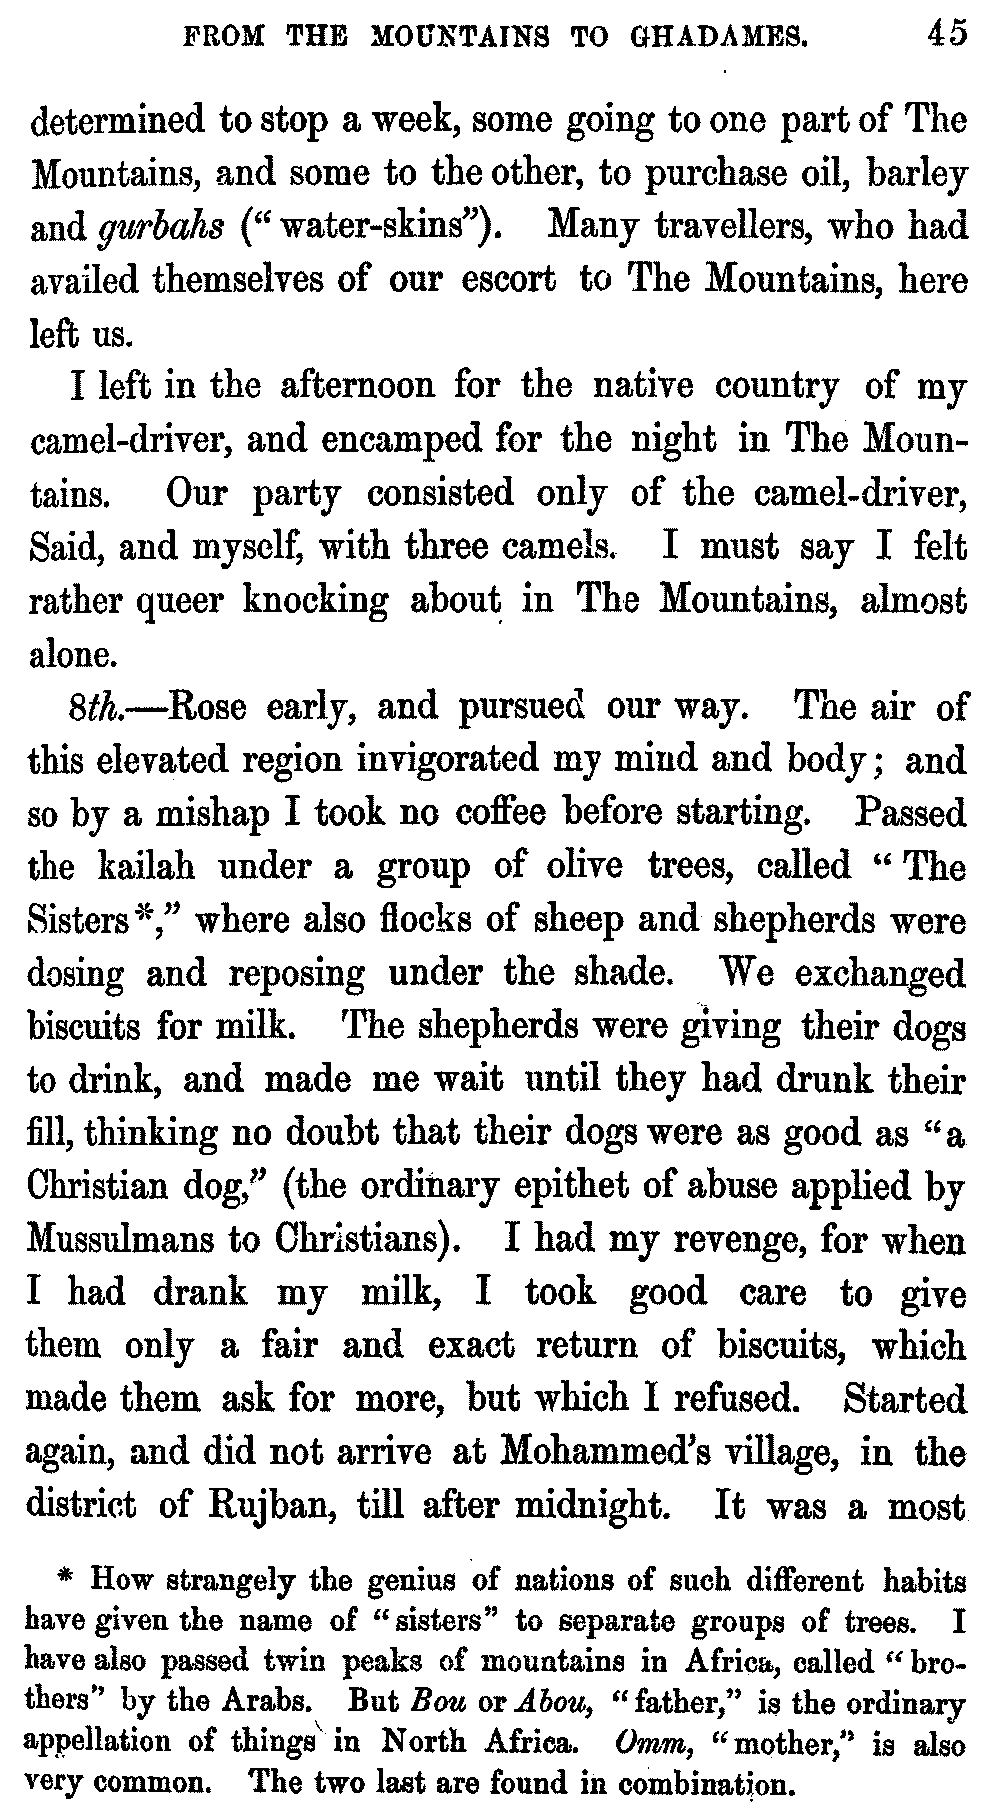 FROM THE MOUNTAINS TO GHADAMES. 45
determined to stop a week, some going to one part of The
Mountains, and some to the other, to purchase oil, barley
and gurbahs (“ water-skins”). Many travellers, who had
availed themselves of our escort to The Mountains, here
left us.
I left in the afternoon for the native country of my
camel-driver, and encamped for the night in The Moun-
tains. Our party consisted only of the camel-driver,
Said, and myself, with three camels. I must say I felt
rather queer knocking about in The Mountains, almost
alone.
8th.—Rose early, and pursued our way. The air of
this elevated region invigorated my mind and body; and
so by a mishap I took no coffee before starting. Passed
the kailah under a group of olive trees, called “ The
Sisters*,” where also flocks of sheep and shepherds were
dosing and reposing under the shade. We exchanged
biscuits for milk. The shepherds were giving their dogs
to drink, and made me wait until they had drunk their
fill, thinking no doubt that their dogs were as good as “a
Christian dog,” (the ordinary epithet of abuse applied by
Mussulmans to Christians). I had my revenge, for when
I had drank my milk, I took good care to give
them only a fair and exact return of biscuits, which
made them ask for more, but which I refused. Started
again, and did not arrive at Mohammed’s village, in the
district of Rujban, till after midnight. It was a most
* How strangely the genius of nations of such different habits
have given the name of “sisters” to separate groups of trees. I
have also passed twin peaks of mountains in Africa, called “bro-
thers” by the Arabs. But Bou or Abou, “father,” is the ordinary
appellation of things in North Africa. Omm, “mother,” is also
very common. The two last are found in combination.